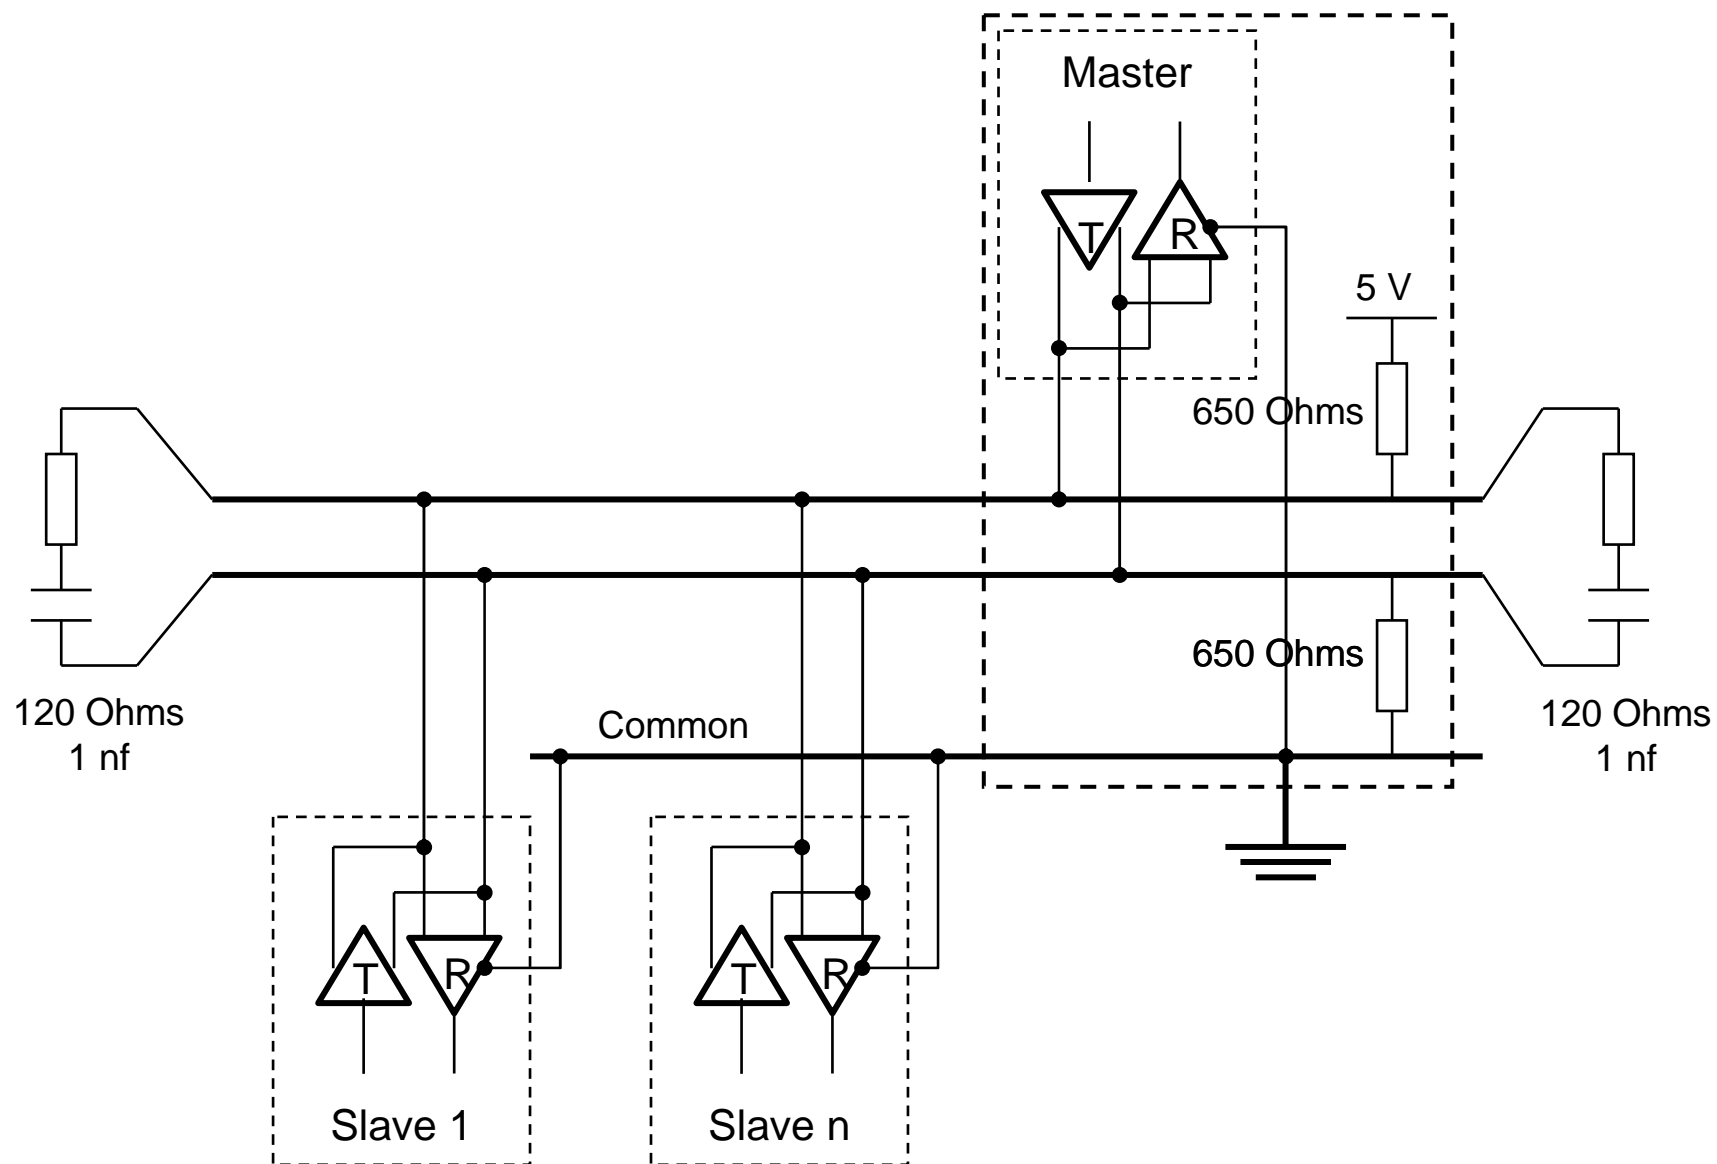 Master
T
R
5 V
650 Ohms
650 Ohms
120 Ohms
1 nf
120 Ohms
1 nf
Common
T
R
T
R
Slave 1
Slave n